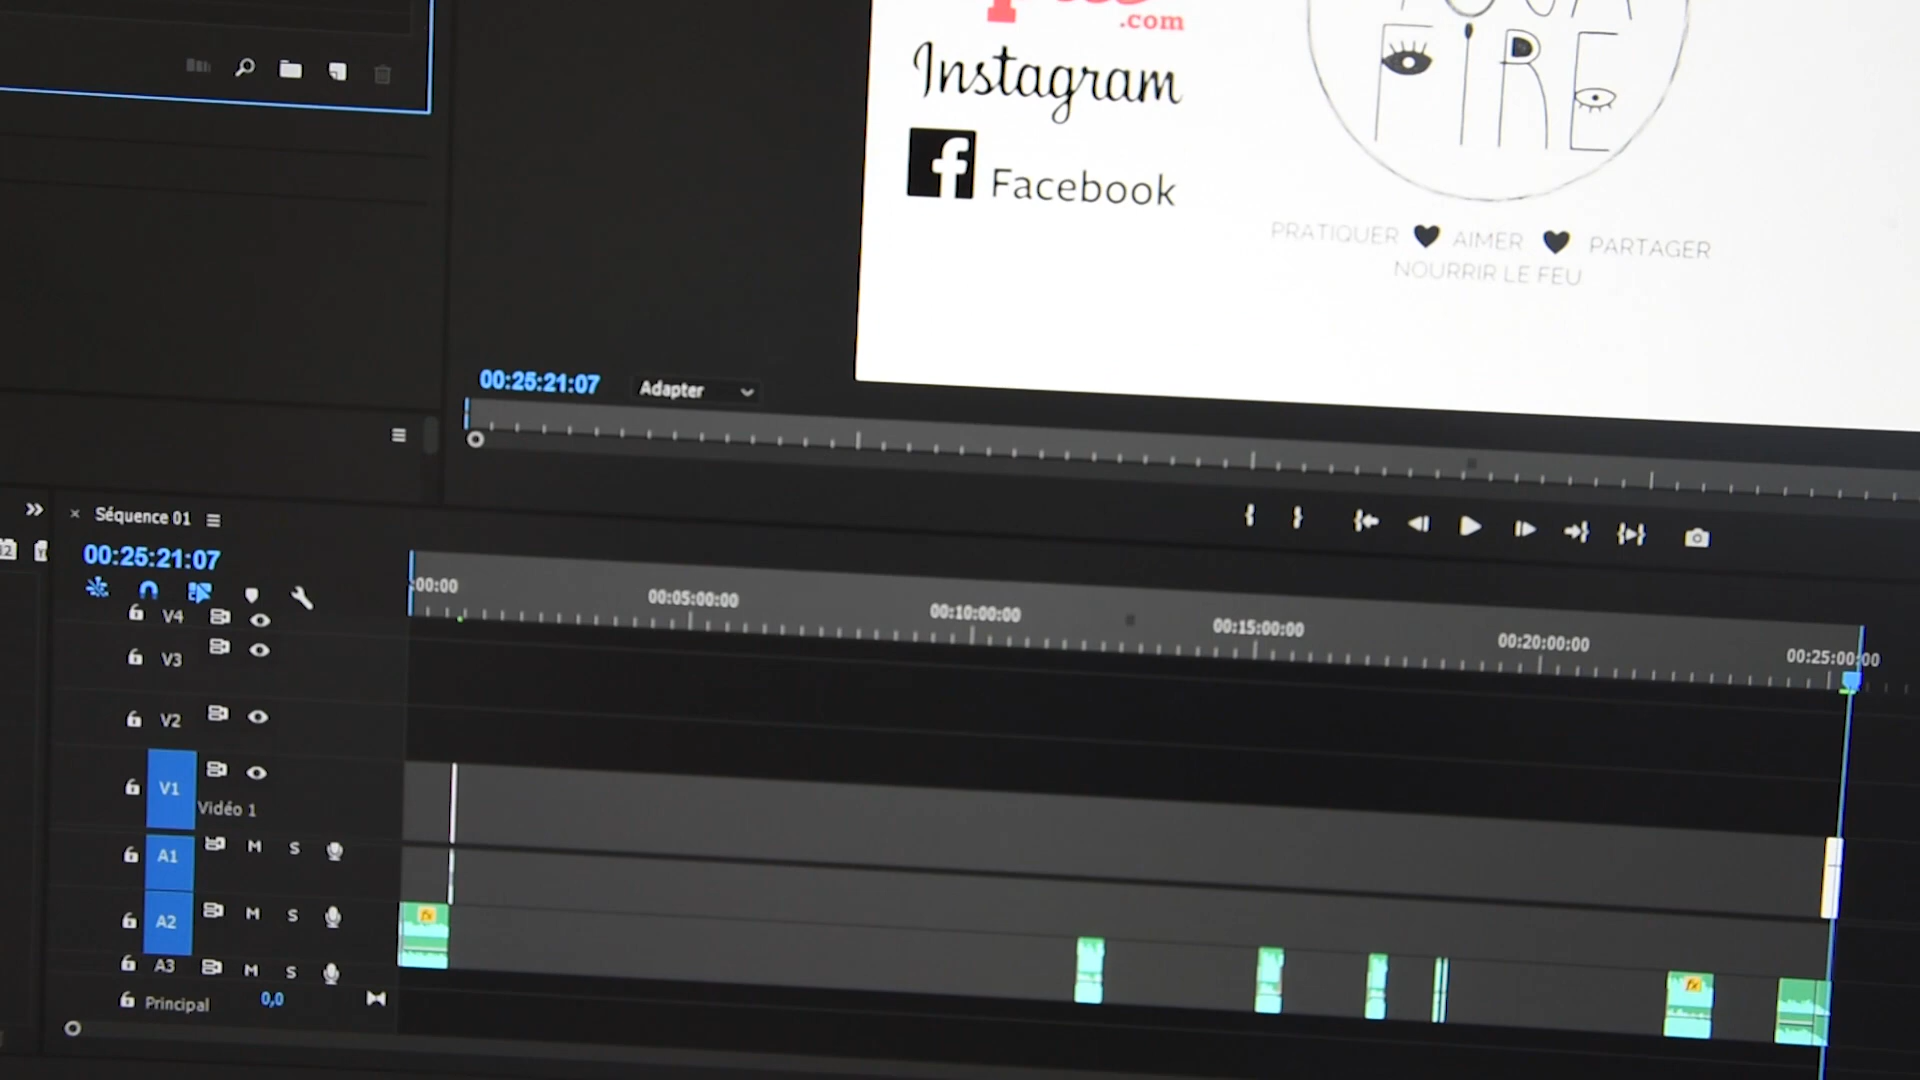 .com
Instagram
FIRE
Facebook
PRATIQUER AIMER PARTAGER
NOURRIR LE FEU
00:25:21:07 Adapter
Séquence 01
00:25:21:07
:00:00 00:05:00:00 00:10:00:00 00:15:00:00 00:20:00:00 00:25:00:00
V4
V3
V2
V1
Vidéo 1
A1 M S
A2 M S
fx
fx
A3 M S
Principal 0,0